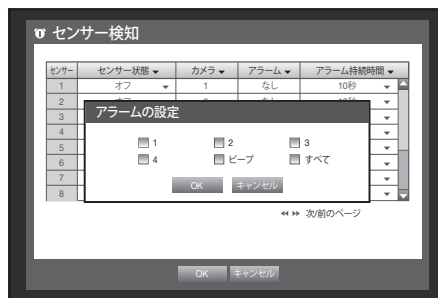 センサー検知
センサー センサー状態 カメラ アラーム アラーム持続時間
1 オフ 1 なし 10秒
2
3
4
5
6
7
8
アラームの設定
1 2 3
4 ビープ すべて
OK キャンセル
次/前のページ
OK キャンセル